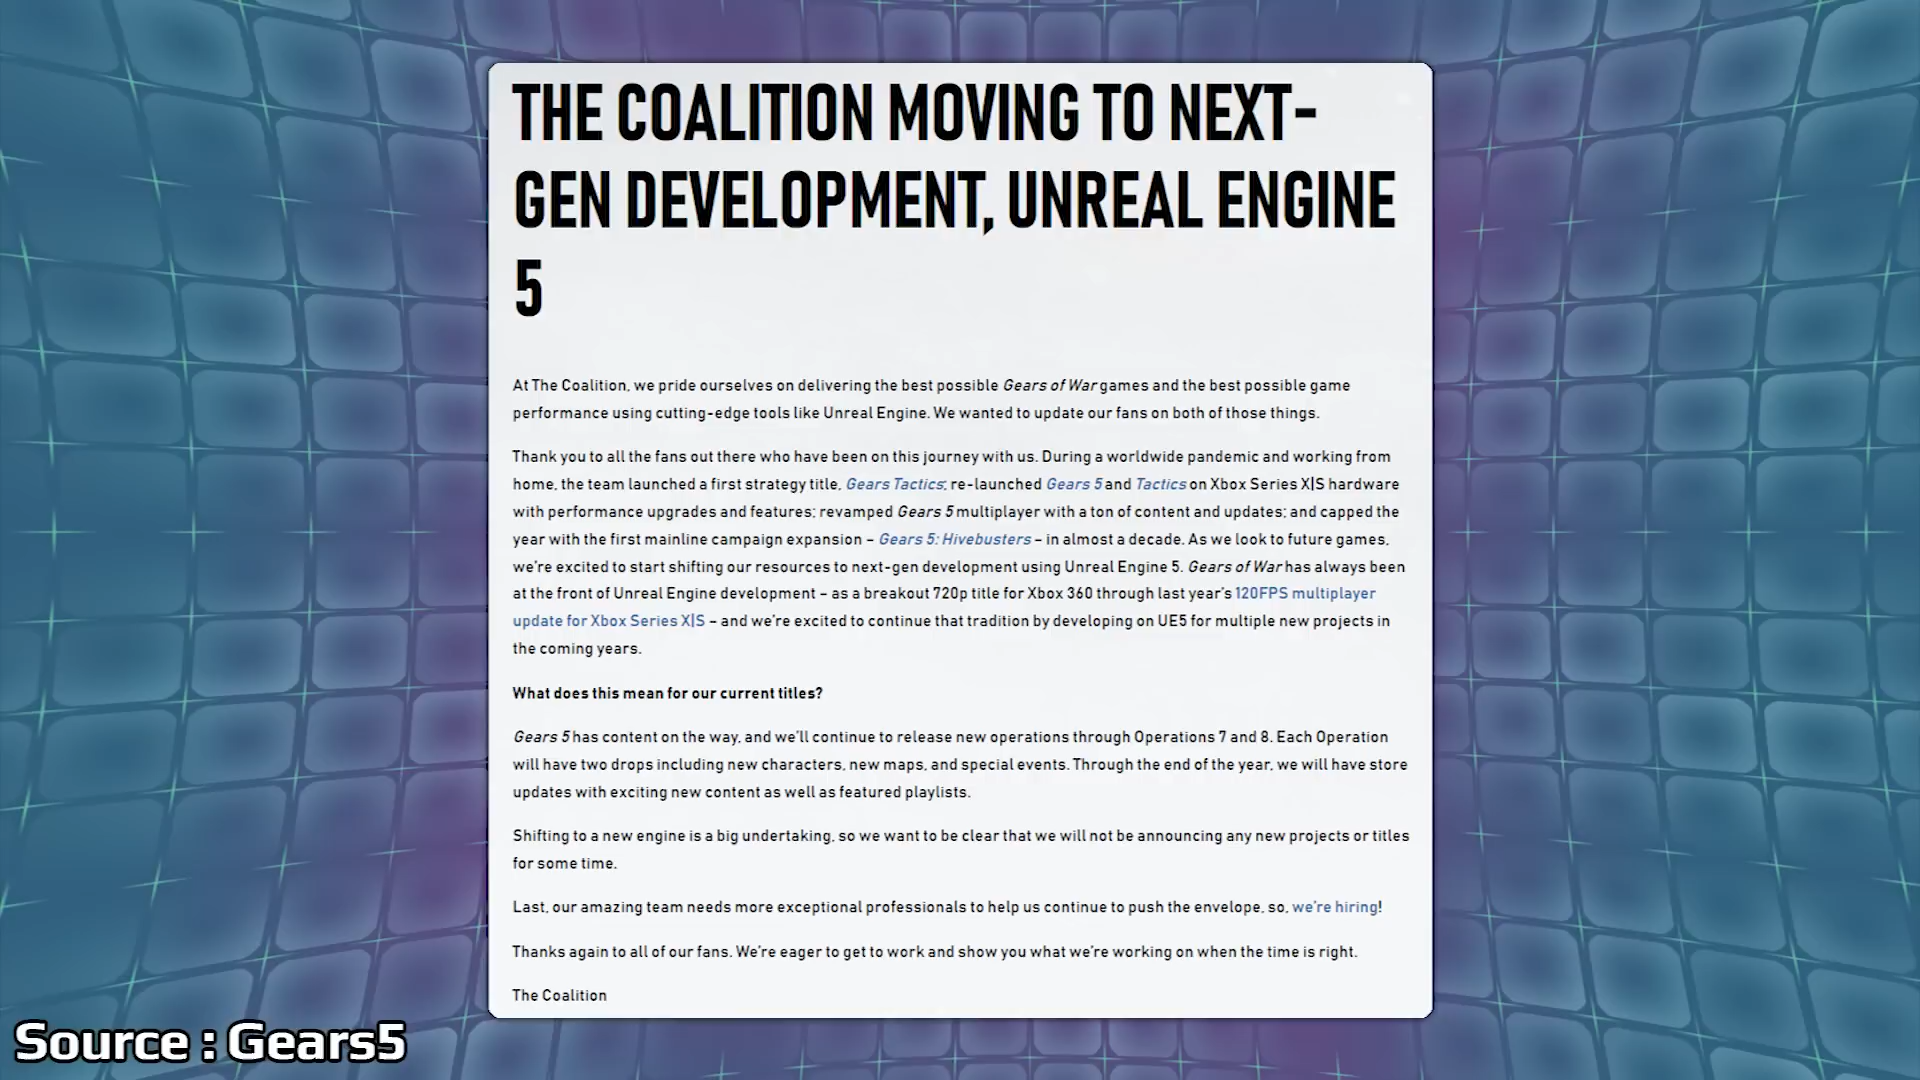 THE COALITION MOVING TO NEXT-
GEN DEVELOPMENT, UNREAL ENGINE
5
At The Coalition, we pride ourselves on delivering the best possible Gears of War games and the best possible game
performance using cutting-edge tools like Unreal Engine. We wanted to update our fans on both of those things.
Thank you to all the fans out there who have been on this journey with us. During a worldwide pandemic and working from
home, the team launched a first strategy title, Gears Tactics; re-launched Gears 5 and Tactics on Xbox Series X|S hardware
with performance upgrades and features; revamped Gears 5 multiplayer with a ton of content and updates; and capped the
year with the first mainline campaign expansion – Gears 5: Hivebusters – in almost a decade. As we look to future games,
we're excited to start shifting our resources to next-gen development using Unreal Engine 5. Gears of War has always been
at the front of Unreal Engine development – as a breakout 720p title for Xbox 360 through last year's 120FPS multiplayer
update for Xbox Series X|S – and we're excited to continue that tradition by developing on UE5 for multiple new projects in
the coming years.
What does this mean for our current titles?
Gears 5 has content on the way, and we'll continue to release new operations through Operations 7 and 8. Each Operation
will have two drops including new characters, new maps, and special events. Through the end of the year, we will have store
updates with exciting new content as well as featured playlists.
Shifting to a new engine is a big undertaking, so we want to be clear that we will not be announcing any new projects or titles
for some time.
Last, our amazing team needs more exceptional professionals to help us continue to push the envelope, so, we're hiring!
Thanks again to all of our fans. We're eager to get to work and show you what we're working on when the time is right.
The Coalition
Source : Gears5